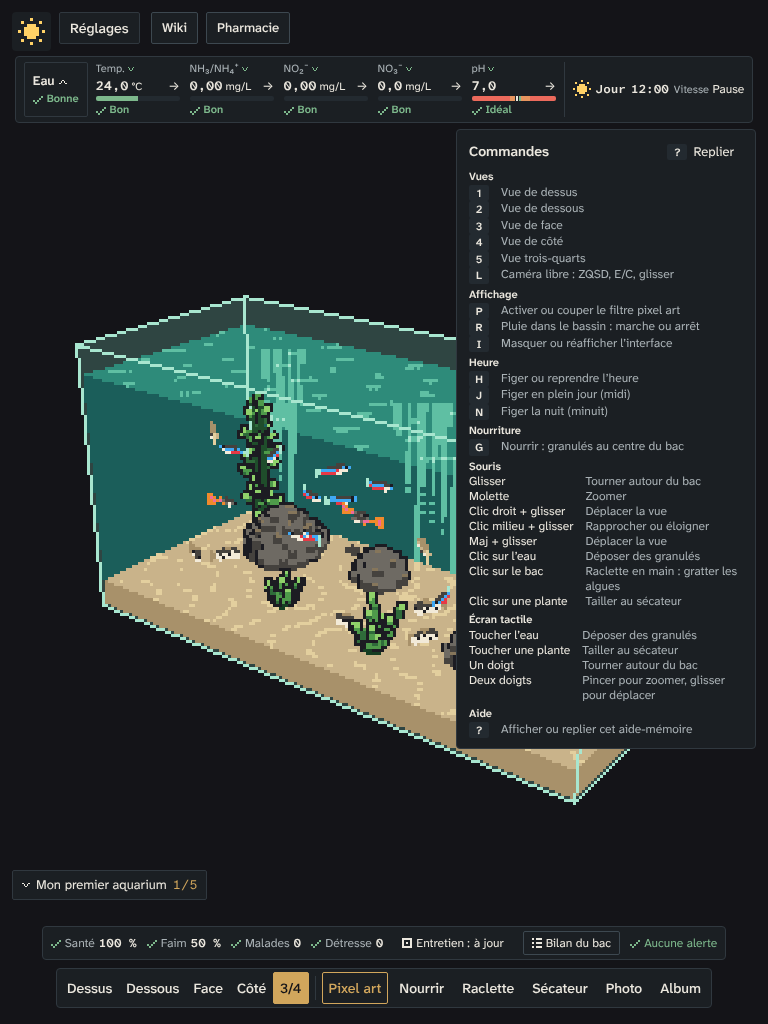 Réglages Wiki Pharmacie
Eau
Bonne
Temp.
24,0 °C →
Bon
NH₃/NH₄⁺
0,00 mg/L →
Bon
NO₂⁻
0,00 mg/L →
Bon
NO₃⁻
0,0 mg/L →
Bon
pH
7,0 →
Idéal
Jour 12:00 Vitesse Pause
Commandes ? Replier
Vues
1 Vue de dessus
2 Vue de dessous
3 Vue de face
4 Vue de côté
5 Vue trois-quarts
L Caméra libre : ZQSD, E/C, glisser
Affichage
P Activer ou couper le filtre pixel art
R Pluie dans le bassin : marche ou arrêt
I Masquer ou réafficher l'interface
Heure
H Figer ou reprendre l'heure
J Figer en plein jour (midi)
N Figer la nuit (minuit)
Nourriture
G Nourrir : granulés au centre du bac
Souris
Glisser Tourner autour du bac
Molette Zoomer
Clic droit + glisser Déplacer la vue
Clic milieu + glisser Rapprocher ou éloigner
Maj + glisser Déplacer la vue
Clic sur l'eau Déposer des granulés
Clic sur le bac Raclette en main : gratter les
algues
Clic sur une plante Tailler au sécateur
Écran tactile
Toucher l'eau Déposer des granulés
Toucher une plante Tailler au sécateur
Un doigt Tourner autour du bac
Deux doigts Pincer pour zoomer, glisser
pour déplacer
Aide
? Afficher ou replier cet aide-mémoire
Mon premier aquarium 1/5
Santé 100 % Faim 50 % Malades 0 Détresse 0 Entretien : à jour Bilan du bac Aucune alerte
Dessus Dessous Face Côté 3/4 Pixel art Nourrir Raclette Sécateur Photo Album